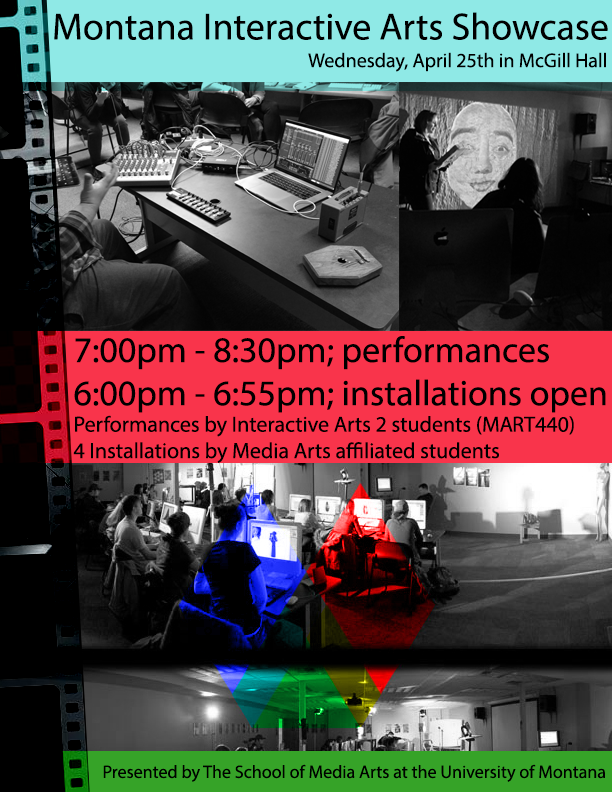 Montana Interactive Arts Showcase
Wednesday, April 25th in McGill Hall
7:00pm - 8:30pm; performances
6:00pm - 6:55pm; installations open
Performances by Interactive Arts 2 students (MART440)
4 Installations by Media Arts affiliated students
Presented by The School of Media Arts at the University of Montana